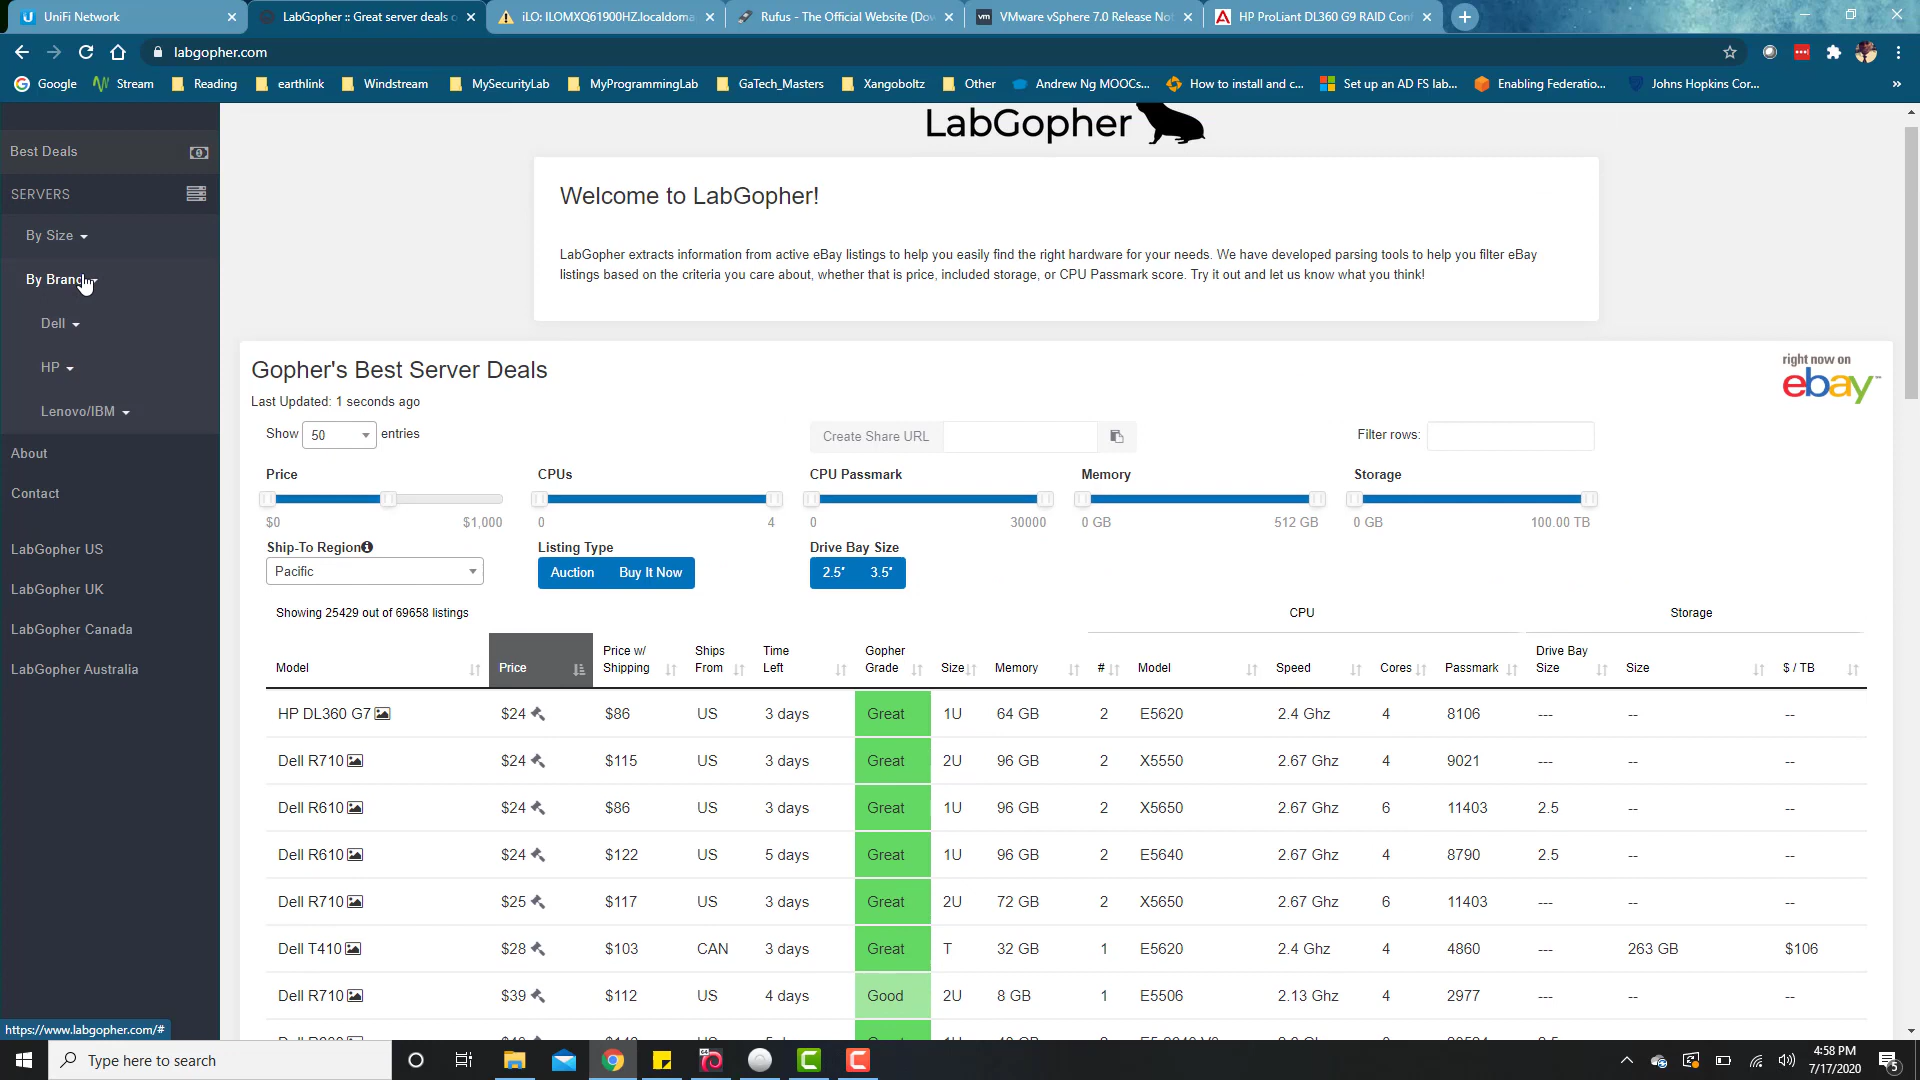 UniFi Network
LabGopher :: Great server deals o
iLO: ILOMXQ61900HZ.localdoma
Rufus - The Official Website (Dow
VMware vSphere 7.0 Release No
HP ProLiant DL360 G9 RAID Con
labgopher.com
Google
Stream
Reading
earthlink
Windstream
MySecurityLab
MyProgrammingLab
GaTech_Masters
Xangoboltz
Other
Andrew Ng MOOCs...
How to install and c...
Set up an AD FS lab...
Enabling Federatio...
Johns Hopkins Cor...
»
Best Deals
SERVERS
By Size
By Brand
Dell
HP
Lenovo/IBM
About
Contact
LabGopher US
LabGopher UK
LabGopher Canada
LabGopher Australia
https://www.labgopher.com/#
LabGopher
Welcome to LabGopher!
LabGopher extracts information from active eBay listings to help you easily find the right hardware for your needs. We have developed parsing tools to help you filter eBay
listings based on the criteria you care about, whether that is price, included storage, or CPU Passmark score. Try it out and let us know what you think!
Gopher's Best Server Deals
right now on
ebay™
Last Updated: 1 seconds ago
Show 50 entries
Create Share URL
Filter rows:
Price CPUs CPU Passmark Memory Storage
$0 $1,000 0 4 0 30000 0 GB 512 GB 0 GB 100.00 TB
Ship-To Region Listing Type Drive Bay Size
Pacific Auction Buy It Now 2.5" 3.5"
Showing 25429 out of 69658 listings CPU Storage
Model Price Price w/ Shipping Ships From Time Left Gopher Grade Size Memory # Model Speed Cores Passmark Drive Bay Size Size $ / TB
HP DL360 G7 $24 $86 US 3 days Great 1U 64 GB 2 E5620 2.4 Ghz 4 8106 --- -- --
Dell R710 $24 $115 US 3 days Great 2U 96 GB 2 X5550 2.67 Ghz 4 9021 --- -- --
Dell R610 $24 $86 US 3 days Great 1U 96 GB 2 X5650 2.67 Ghz 6 11403 2.5 -- --
Dell R610 $24 $122 US 5 days Great 1U 96 GB 2 E5640 2.67 Ghz 4 8790 2.5 -- --
Dell R710 $25 $117 US 3 days Great 2U 72 GB 2 X5650 2.67 Ghz 6 11403 --- -- --
Dell T410 $28 $103 CAN 3 days Great T 32 GB 1 E5620 2.4 Ghz 4 4860 --- 263 GB $106
Dell R710 $39 $112 US 4 days Good 2U 8 GB 1 E5506 2.13 Ghz 4 2977 --- -- --
Type here to search
4:58 PM
7/17/2020
5